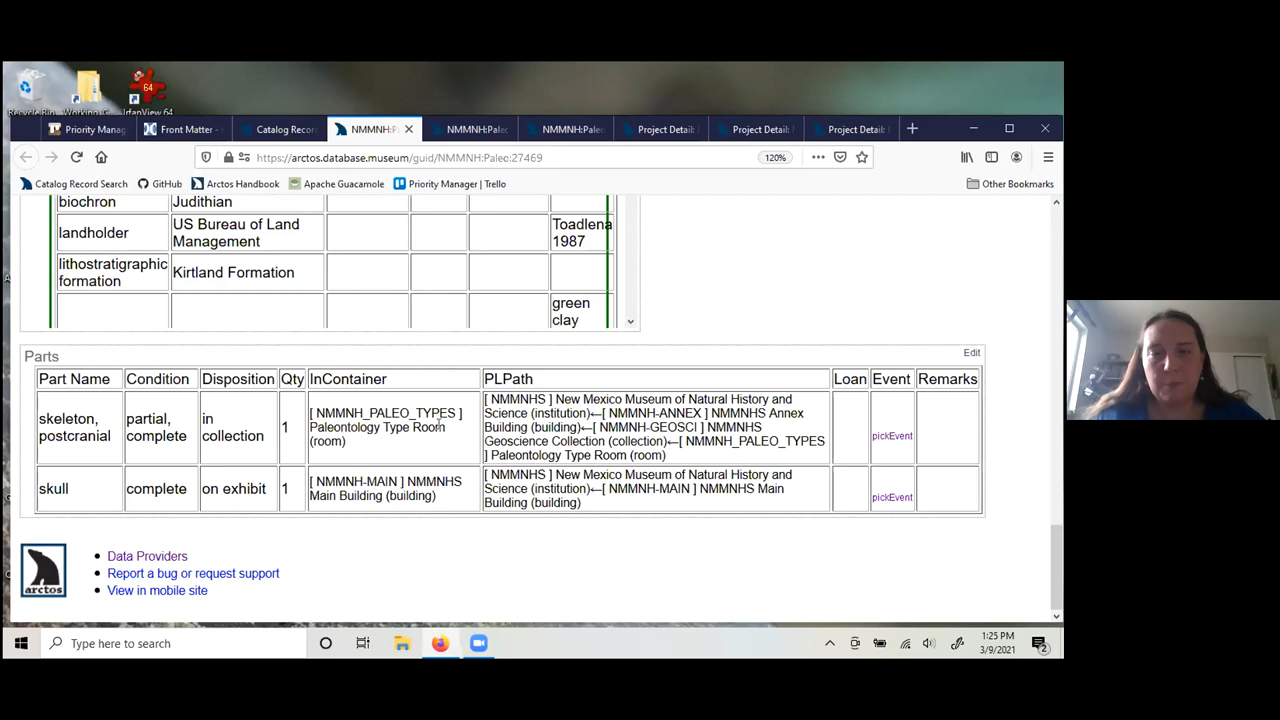 64
Recycle Bin
IrfanView 64
Priority Manag
Front Matter -
Catalog Recor
NMMNH:P
NMMNH:Paleo
NMMNH:Paleo
Project Detail:
Project Detail:
Project Detail:
https://arctos.database.museum/guid/NMMNH:Paleo:27469
120%
Catalog Record Search
GitHub
Arctos Handbook
Apache Guacamole
Priority Manager | Trello
Other Bookmarks
biochron Judithian
landholder US Bureau of Land Management Toadlena 1987
lithostratigraphic formation Kirtland Formation
green
clay
Parts
Edit
Part Name Condition Disposition Qty InContainer PLPath Loan Event Remarks
skeleton, postcranial
partial, complete
in collection
1
[ NMMNH_PALEO_TYPES ]
Paleontology Type Room
(room)
[ NMMNHS ] New Mexico Museum of Natural History and
Science (institution)←[ NMMNH-ANNEX ] NMMNHS Annex
Building (building)←[ NMMNH-GEOSCI ] NMMNHS
Geoscience Collection (collection)←[ NMMNH_PALEO_TYPES
] Paleontology Type Room (room)
pickEvent
skull
complete
on exhibit
1
[ NMMNH-MAIN ] NMMNHS
Main Building (building)
[ NMMNHS ] New Mexico Museum of Natural History and
Science (institution)←[ NMMNH-MAIN ] NMMNHS Main
Building (building)
pickEvent
arctos
Data Providers
Report a bug or request support
View in mobile site
Type here to search
1:25 PM
3/9/2021
2